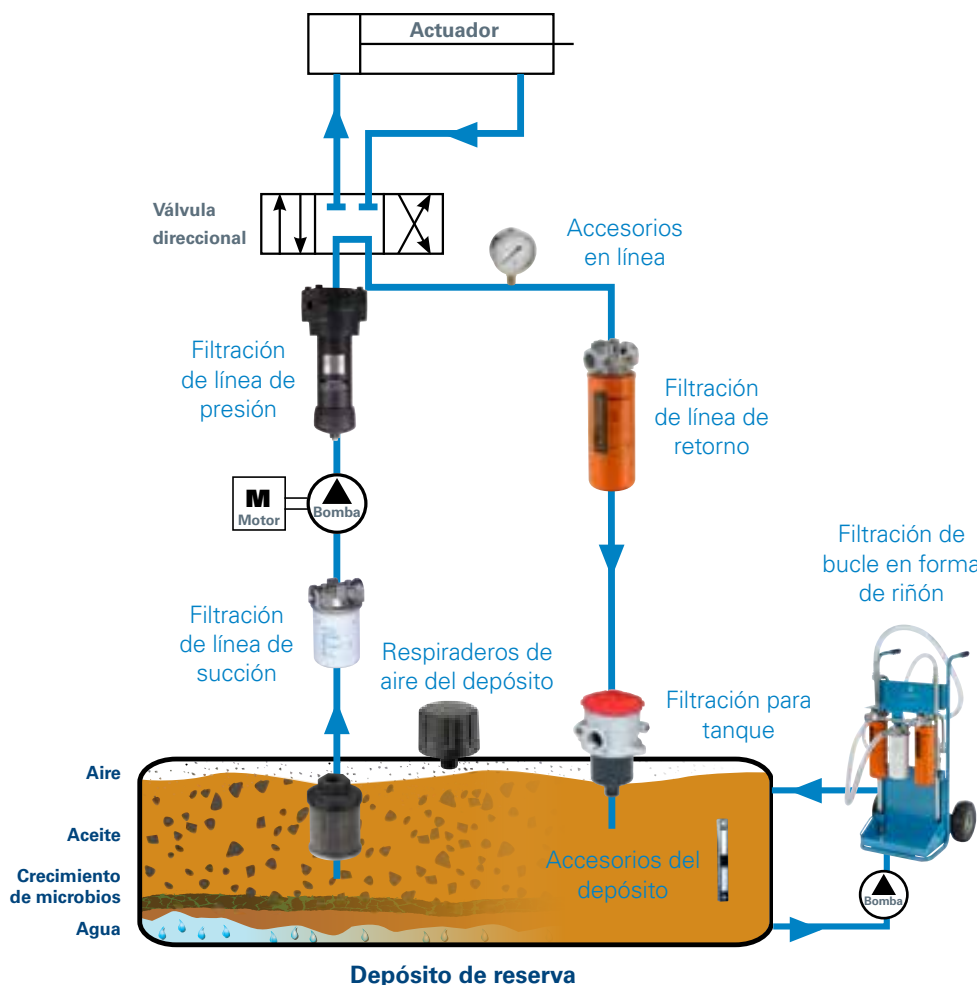 Actuador
Válvula
direccional
Accesorios
en línea
Filtración
de línea de
presión
Filtración
de línea de
retorno
M
Motor
Bomba
Filtración de
bucle en forma
de riñón
Filtración
de línea de
succión
Respiraderos de
aire del depósito
Filtración para
tanque
Aire
Aceite
Accesorios del
depósito
Crecimiento
de microbios
Bomba
Agua
Depósito de reserva